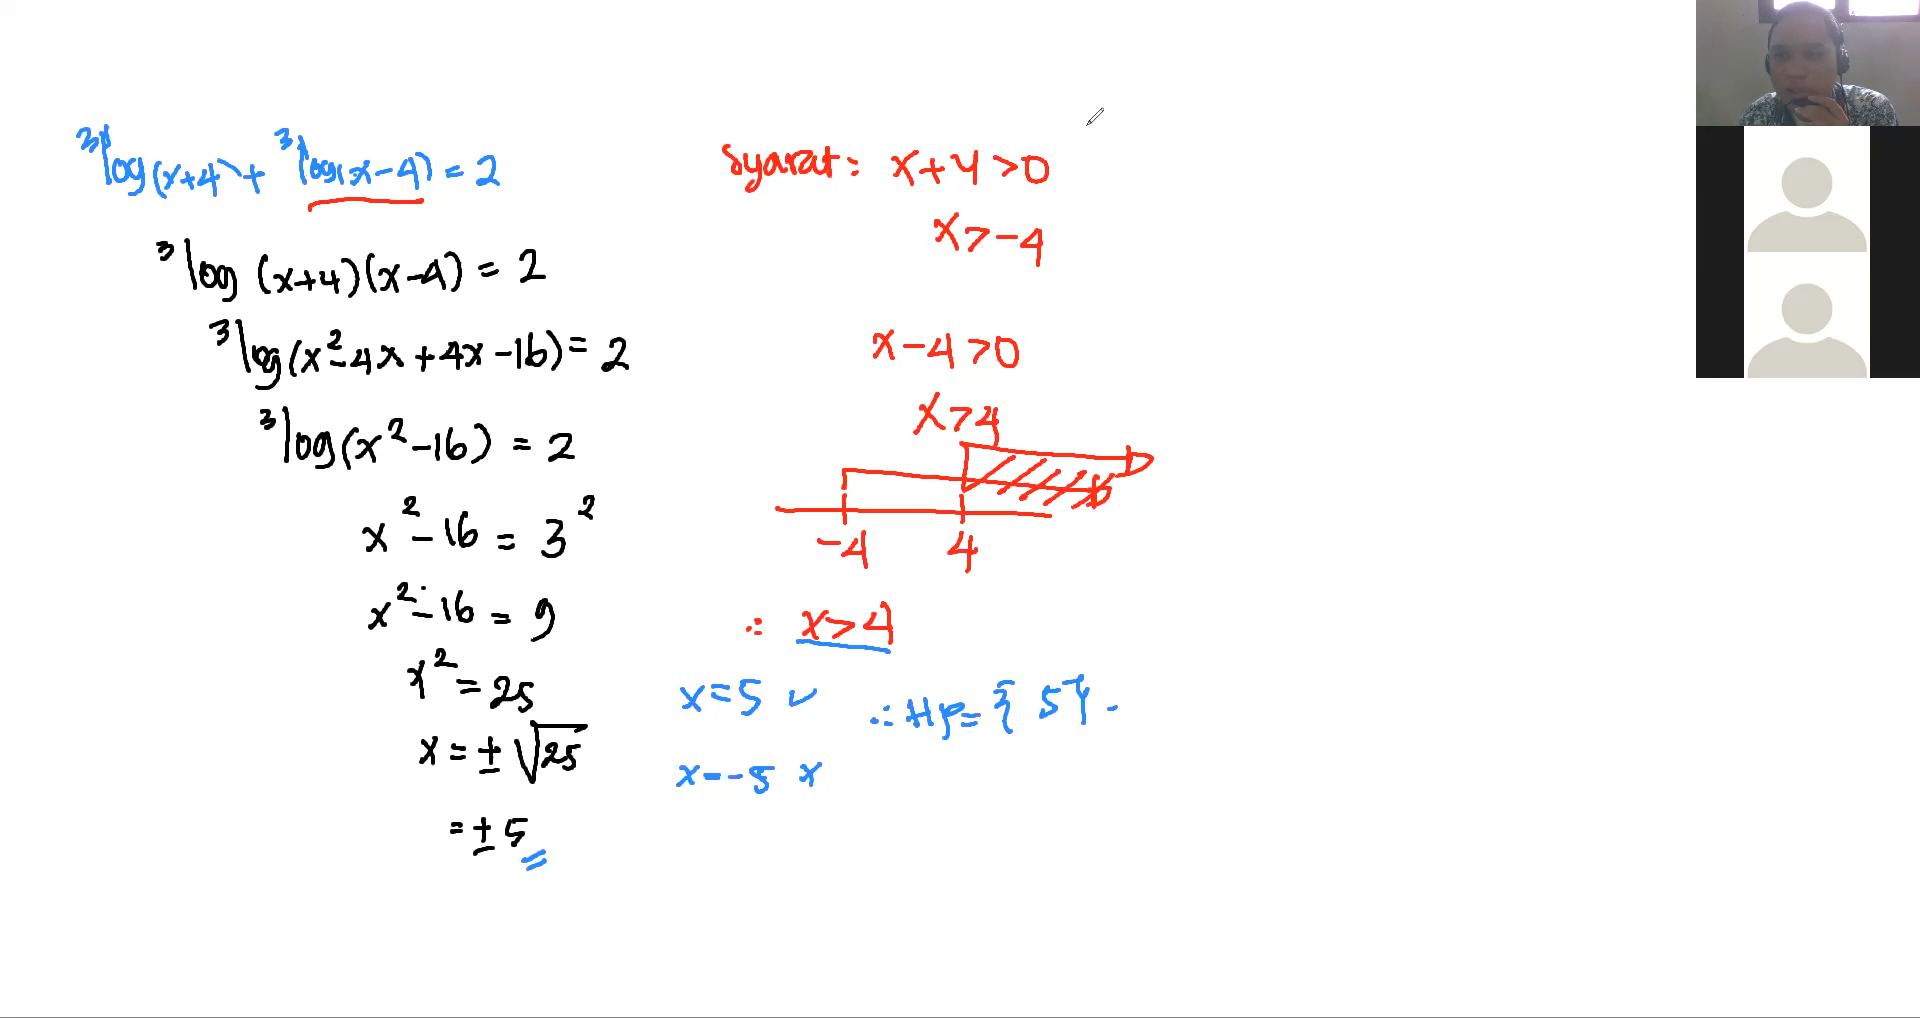 ³log(x+4) + ³log(x-4) = 2
³log (x+4)(x-4) = 2
³log(x²-4x+4x-16) = 2
³log(x²-16) = 2
x²-16 = 3²
x²-16 = 9
x² = 25
x = ± √25
= ± 5
Syarat: x+4>0
x>-4
x-4>0
x>4
-4 4
∴ x>4
x=5 ✓
x=-5 x
∴ Hp= { 5}.